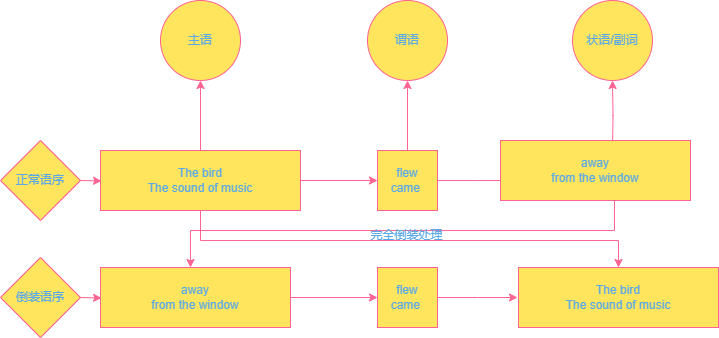 主语
谓语
状语/副词
正常语序
The bird
The sound of music
flew
came
away
from the window
完全倒装处理
倒装语序
away
from the window
flew
came
The bird
The sound of music